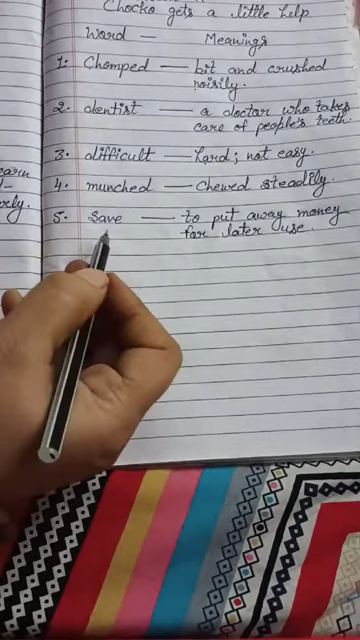 Chocko gets a little help
Word — Meanings
1. Chomped — bit and crushed
noisily.
2. dentist — a doctor who takes
care of people's teeth.
3. difficult — hard; not easy.
4. munched — Chewed steadily.
5. Save — to put away money
for later use.